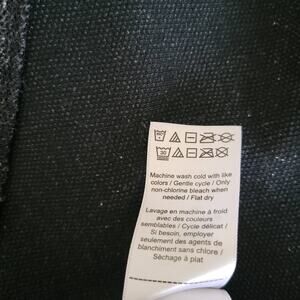 30
Machine wash cold with like
colors / Gentle cycle / Only
non-chlorine bleach when
needed / Flat dry
Lavage en machine à froid
avec des couleurs
semblables / Cycle délicat /
Si besoin, employer
seulement des agents de
blanchiment sans chlore /
Séchage à plat